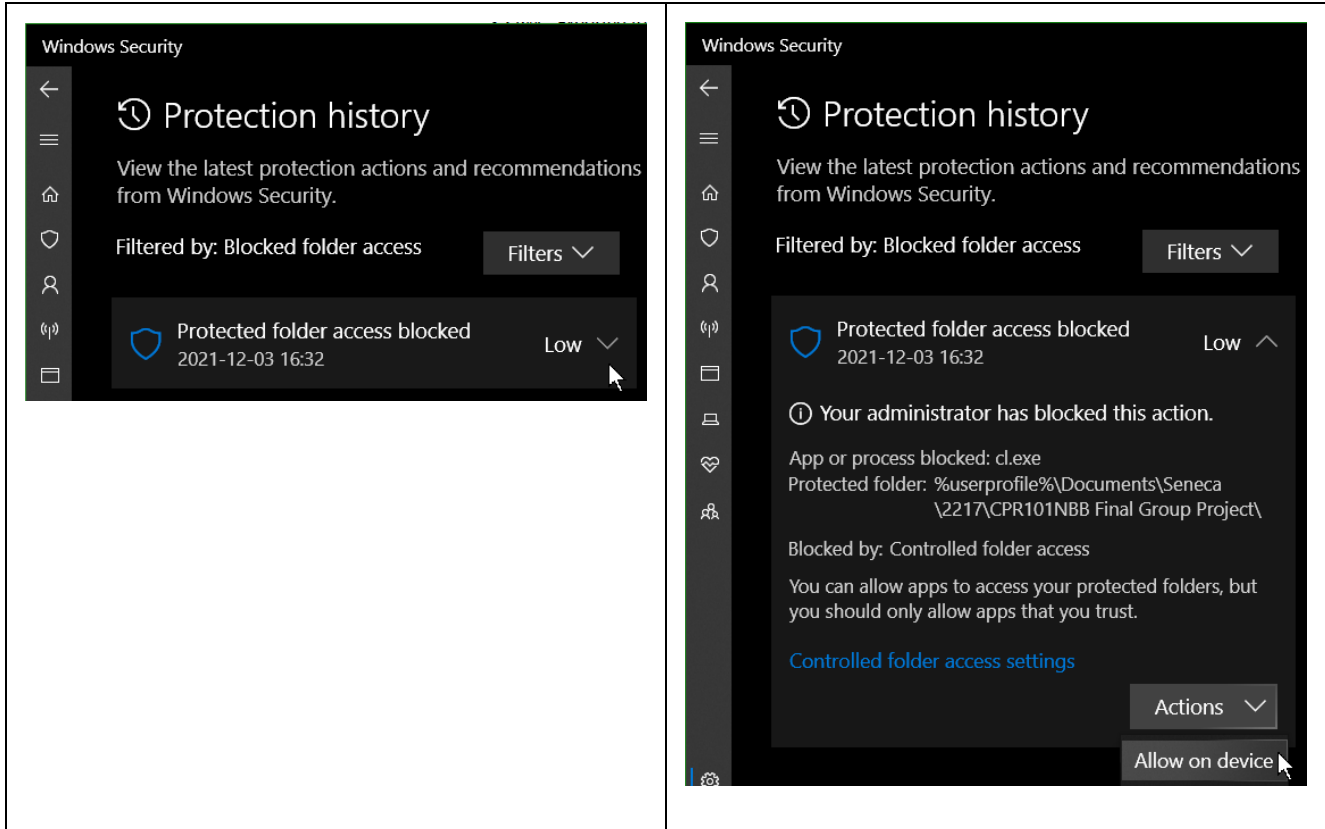 Windows Security
Protection history
View the latest protection actions and recommendations
from Windows Security.
Filtered by: Blocked folder access
Filters
Protected folder access blocked
Low
2021-12-03 16:32
Windows Security
Protection history
View the latest protection actions and recommendations
from Windows Security.
Filtered by: Blocked folder access
Filters
Protected folder access blocked
Low
2021-12-03 16:32
Your administrator has blocked this action.
App or process blocked: cl.exe
Protected folder: %userprofile%\Documents\Seneca
\2217\CPR101NBB Final Group Project\
Blocked by: Controlled folder access
You can allow apps to access your protected folders, but
you should only allow apps that you trust.
Controlled folder access settings
Actions
Allow on device